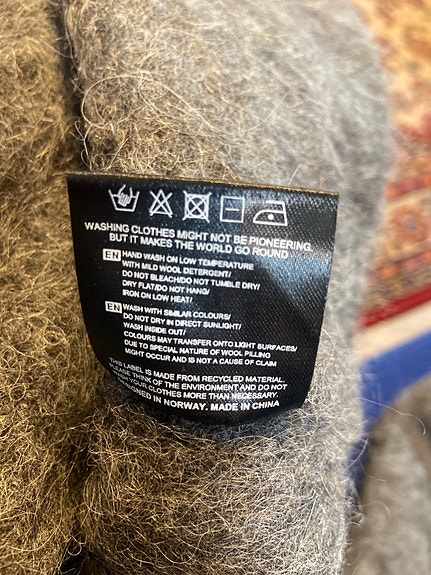 WASHING CLOTHES MIGHT NOT BE PIONEERING,
BUT IT MAKES THE WORLD GO ROUND
EN HAND WASH ON LOW TEMPERATURE
WITH MILD WOOL DETERGENT/
DO NOT BLEACH/DO NOT TUMBLE DRY/
DRY FLAT/DO NOT HANG/
IRON ON LOW HEAT/
EN WASH WITH SIMILAR COLOURS/
DO NOT DRY IN DIRECT SUNLIGHT/
WASH INSIDE OUT/
COLOURS MAY TRANSFER ONTO LIGHT SURFACES/
DUE TO SPECIAL NATURE OF WOOL PILLING
MIGHT OCCUR AND IS NOT A CAUSE OF CLAIM
THIS LABEL IS MADE FROM RECYCLED MATERIAL.
PLEASE THINK OF THE ENVIRONMENT AND DO NOT
WASH YOUR CLOTHES MORE THAN NECESSARY.
DESIGNED IN NORWAY. MADE IN CHINA